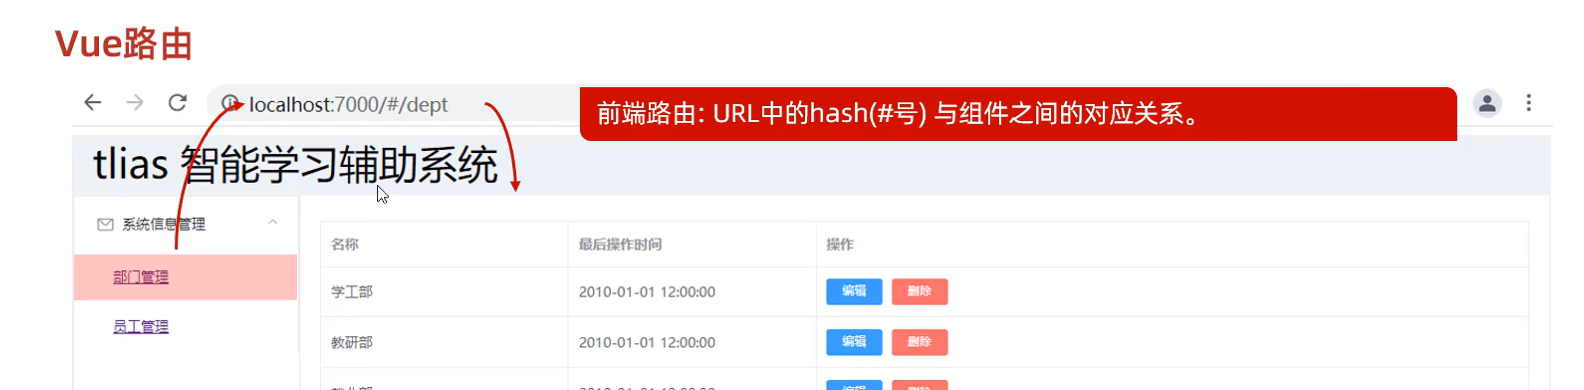 Vue路由
localhost:7000/#/dept
前端路由: URL中的hash(#号) 与组件之间的对应关系。
tlias 智能学习辅助系统
系统信息管理
部门管理
员工管理
名称 最后操作时间 操作
学工部 2010-01-01 12:00:00 编辑 删除
教研部 2010-01-01 12:00:00 编辑 删除